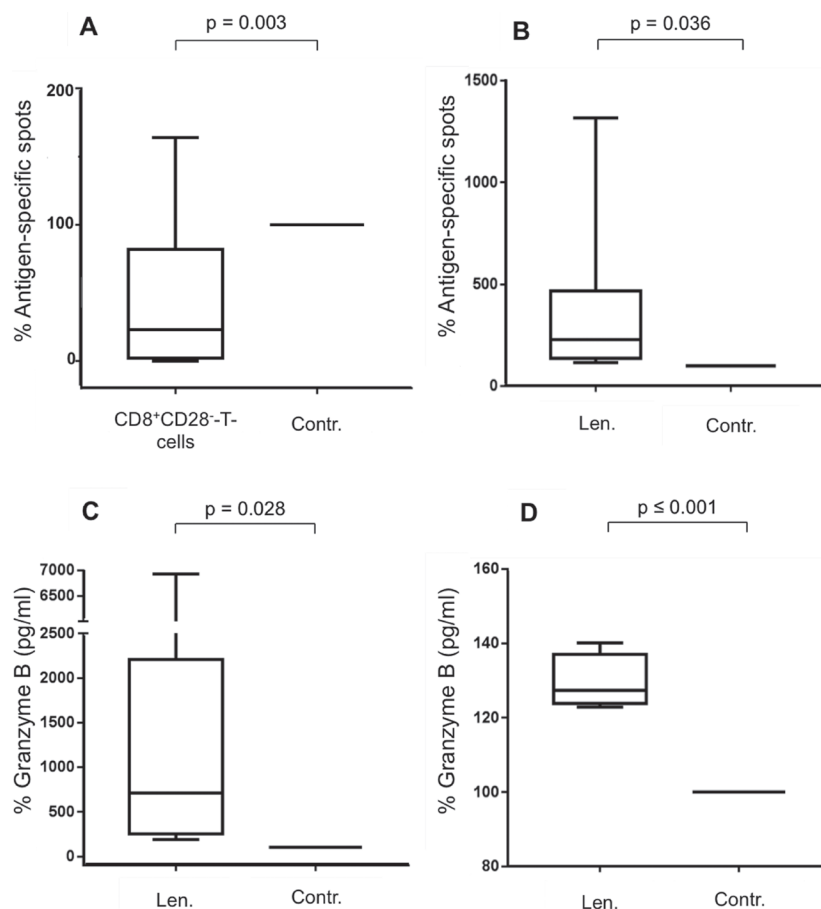 A
p = 0.003
% Antigen-specific spots
200
100
0
CD8⁺CD28⁻-T-
cells
Contr.
B
p = 0.036
% Antigen-specific spots
1500
1000
500
0
Len.
Contr.
C
p = 0.028
% Granzyme B (pg/ml)
7000
6500
2500
2000
1500
1000
500
0
Len.
Contr.
D
p ≤ 0.001
% Granzyme B (pg/ml)
160
140
120
100
80
Len.
Contr.